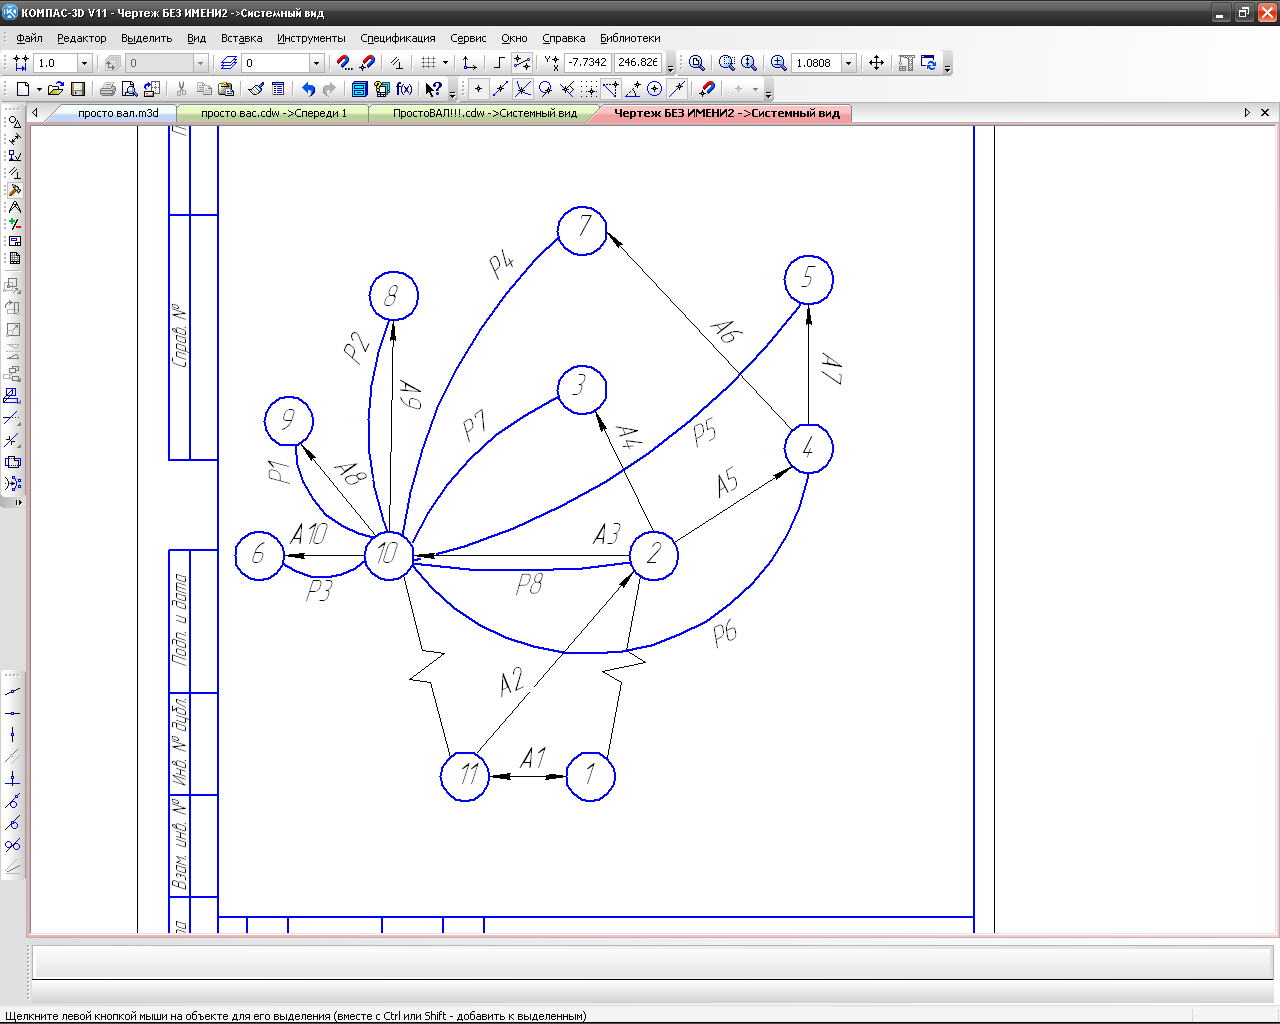 КОМПАС-3D V11 - Чертеж БЕЗ ИМЕНИ2 ->Системный вид
Файл Редактор Выделить Вид Вставка Инструменты Спецификация Сервис Окно Справка Библиотеки
1.0 0 0 -7.7342 246.826 1.0808
f(x)
просто вал.m3d просто вас.cdw ->Спереди 1 ПростоВАЛ!!!.cdw ->Системный вид Чертеж БЕЗ ИМЕНИ2 ->Системный вид
7
P4
5
8
A6
P2
A7
3
A9
9
P7
A4
P5
4
P1
A8
A5
A10
A3
6
10
2
P3
P8
P6
A2
A1
11
1
Справ. №
Подп. и дата
Инв. № дубл.
Взам. инв. №
Щелкните левой кнопкой мыши на объекте для его выделения (вместе с Ctrl или Shift - добавить к выделенным)